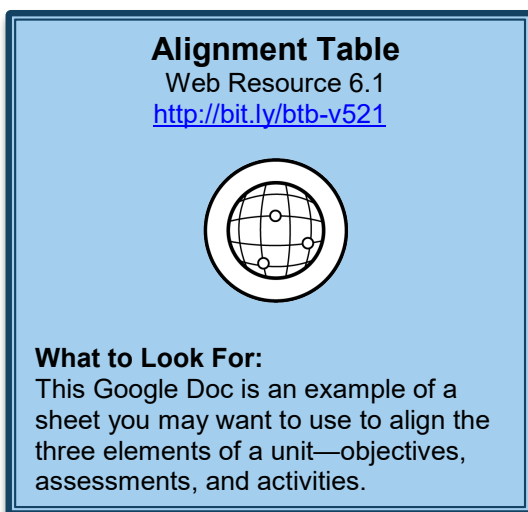 Alignment Table
Web Resource 6.1
http://bit.ly/btb-v521
What to Look For:
This Google Doc is an example of a
sheet you may want to use to align the
three elements of a unit—objectives,
assessments, and activities.